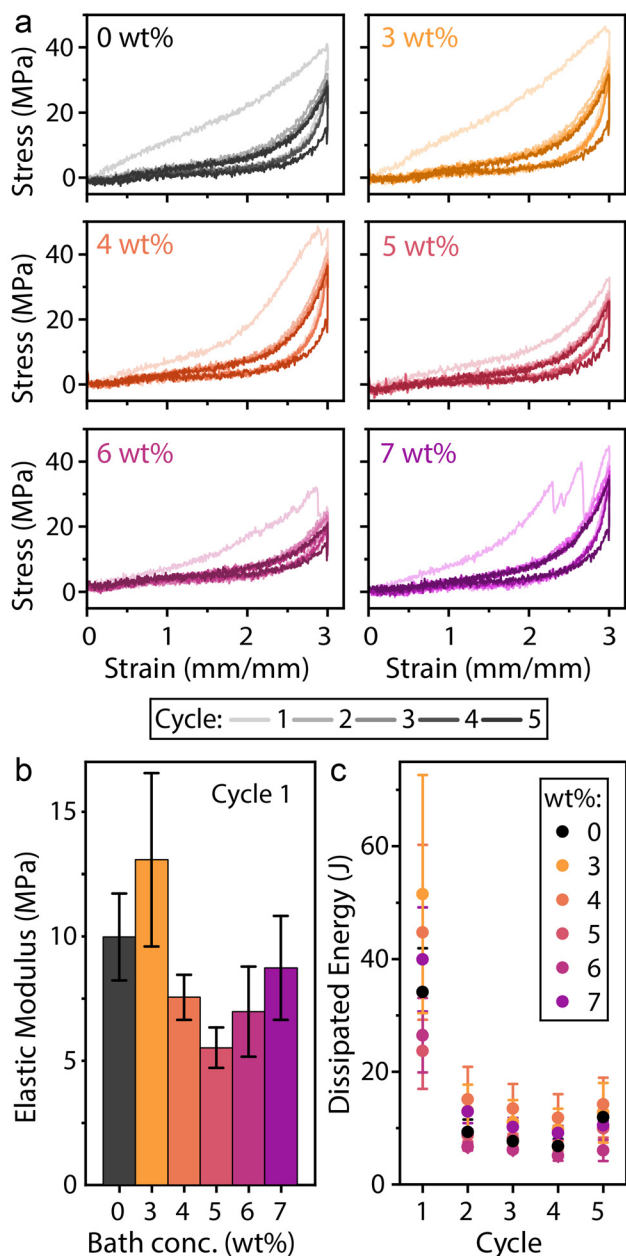 a
0 wt%
3 wt%
Stress (MPa)
40
20
0
4 wt%
5 wt%
Stress (MPa)
40
20
0
6 wt%
7 wt%
Stress (MPa)
40
20
0
0 1 2 3 0 1 2 3
Strain (mm/mm) Strain (mm/mm)
Cycle: 1 2 3 4 5
b
Cycle 1
Elastic Modulus (MPa)
15
10
5
0
0 3 4 5 6 7
Bath conc. (wt%)
c
wt%:
0
3
4
5
6
7
Dissipated Energy (J)
60
40
20
0
1 2 3 4 5
Cycle